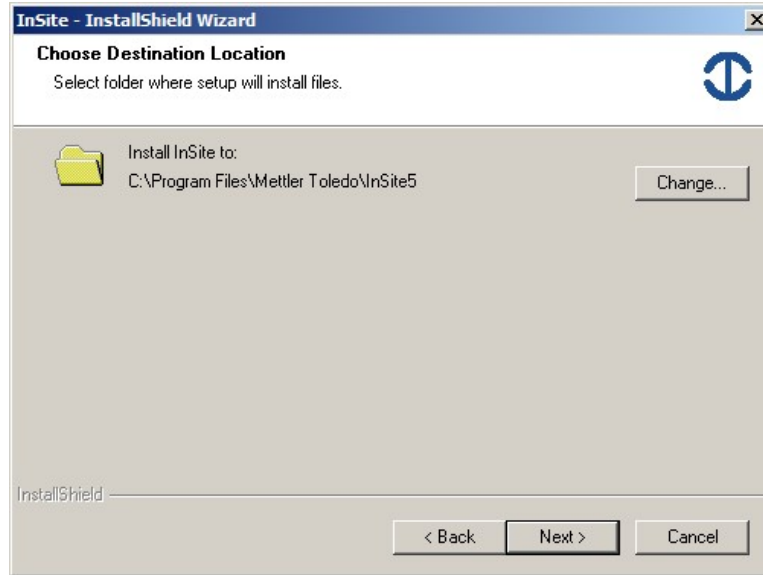 InSite - InstallShield Wizard
Choose Destination Location
Select folder where setup will install files.
Install InSite to:
C:\Program Files\Mettler Toledo\InSite5
Change...
InstallShield
< Back
Next >
Cancel